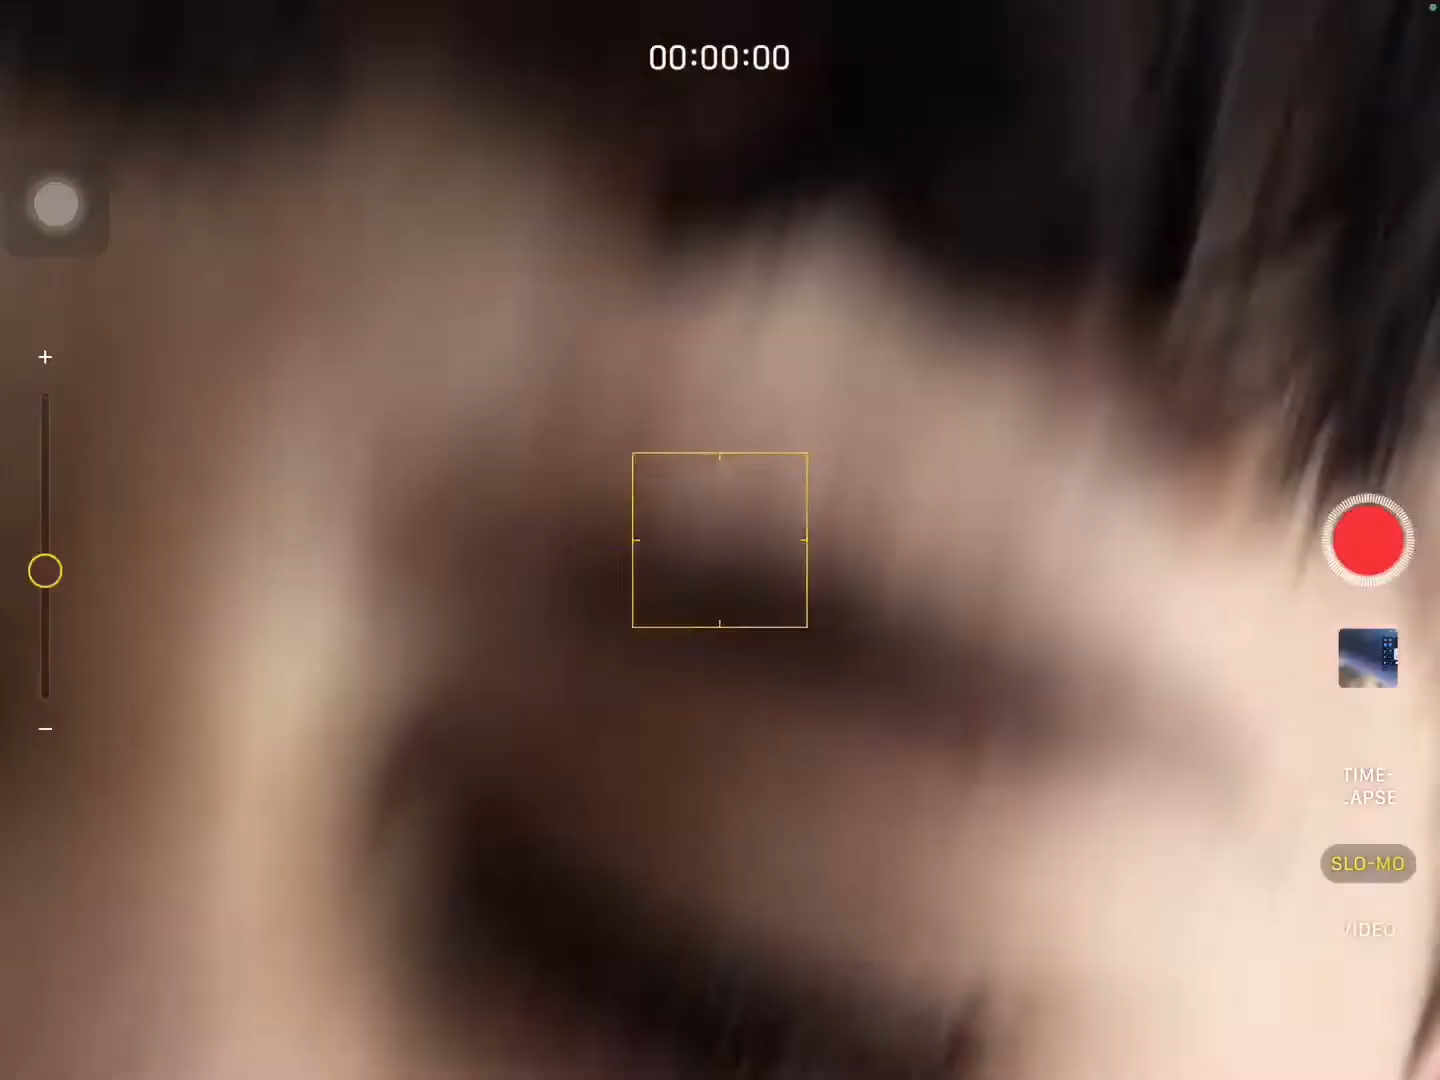 00:00:00
+
−
TIME-
LAPSE
SLO-MO
VIDEO